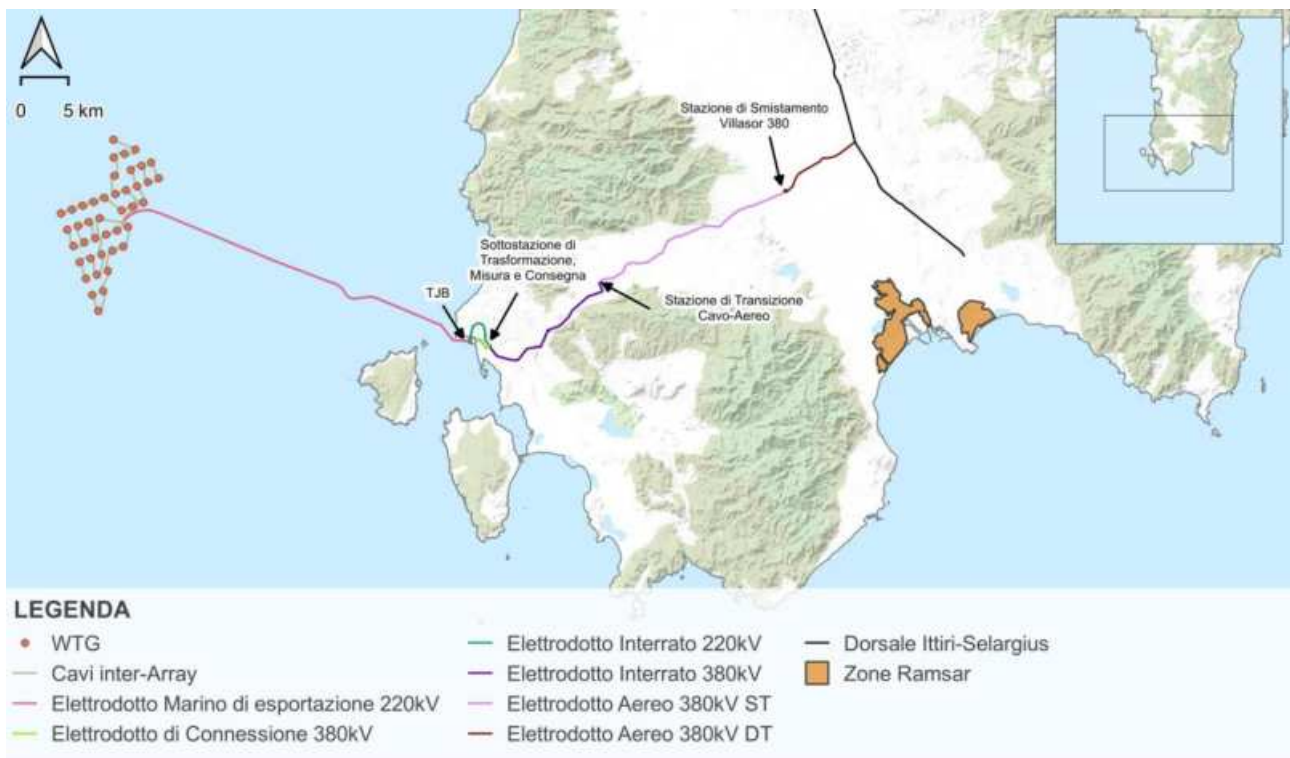 0 5 km
Stazione di Smistamento
Villasor 380
Sottostazione di
Trasformazione,
Misura e Consegna
TJB
Stazione di Transizione
Cavo-Aereo
LEGENDA
WTG
Cavi inter-Array
Elettrodotto Marino di esportazione 220kV
Elettrodotto di Connessione 380kV
Elettrodotto Interrato 220kV
Elettrodotto Interrato 380kV
Elettrodotto Aereo 380kV ST
Elettrodotto Aereo 380kV DT
Dorsale Ittiri-Selargius
Zone Ramsar